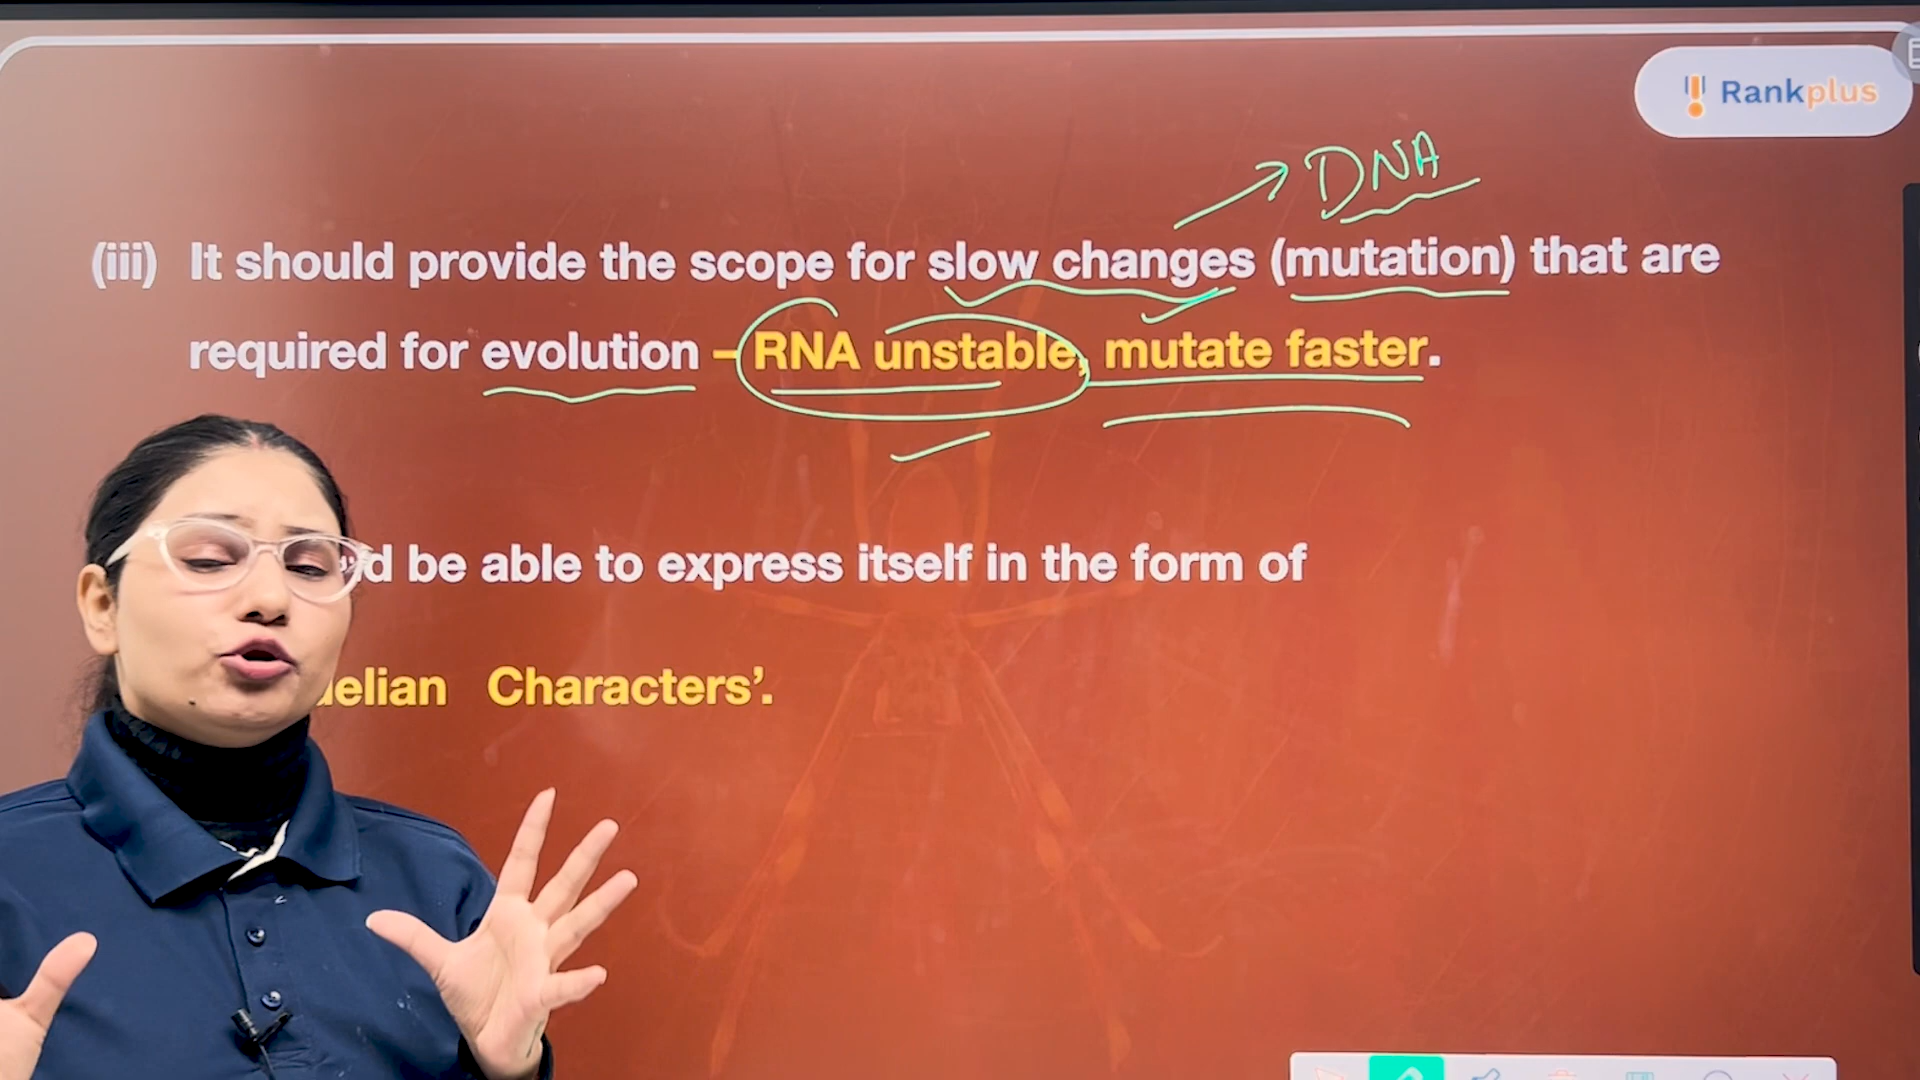 Rankplus
DNA
(iii) It should provide the scope for slow changes (mutation) that are
required for evolution – RNA unstable, mutate faster.
be able to express itself in the form of
Characters'.